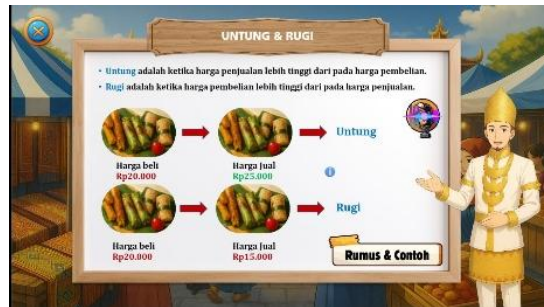 UNTUNG & RUGI
• Untung adalah ketika harga penjualan lebih tinggi dari pada harga pembelian.
• Rugi adalah ketika harga pembelian lebih tinggi dari pada harga penjualan.
Untung
Harga beli
Rp20.000
Harga Jual
Rp25.000
i
Rugi
Harga beli
Rp20.000
Harga Jual
Rp15.000
Rumus & Contoh